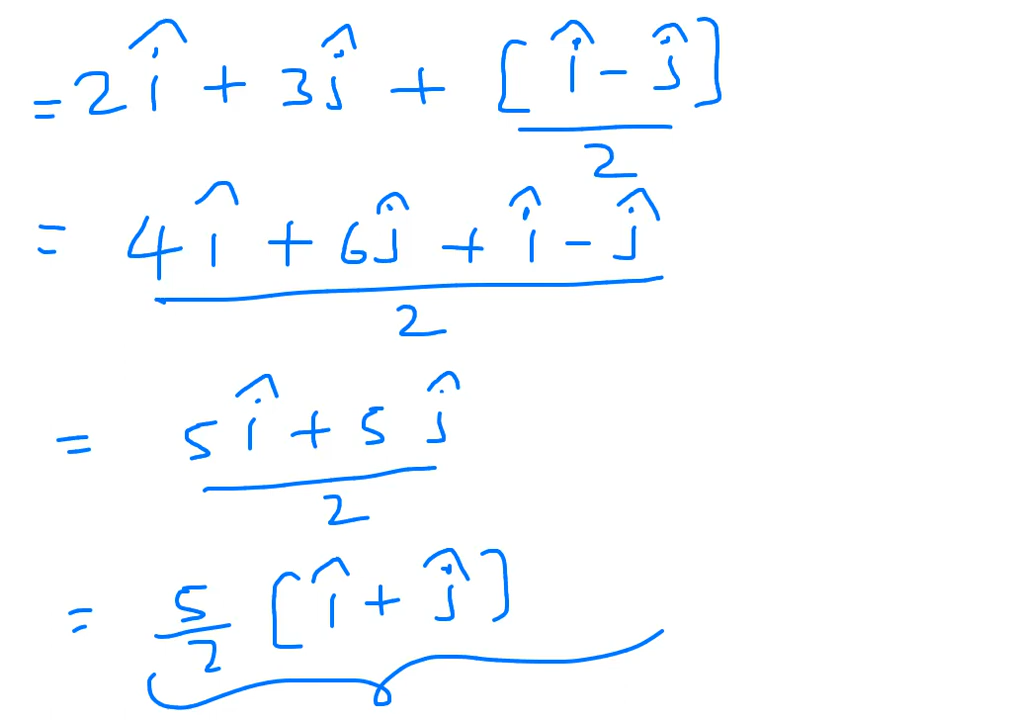 = 2î + 3ĵ + [î - ĵ]/2
= (4î + 6ĵ + î - ĵ)/2
= (5î + 5ĵ)/2
= 5/2 [î + ĵ]